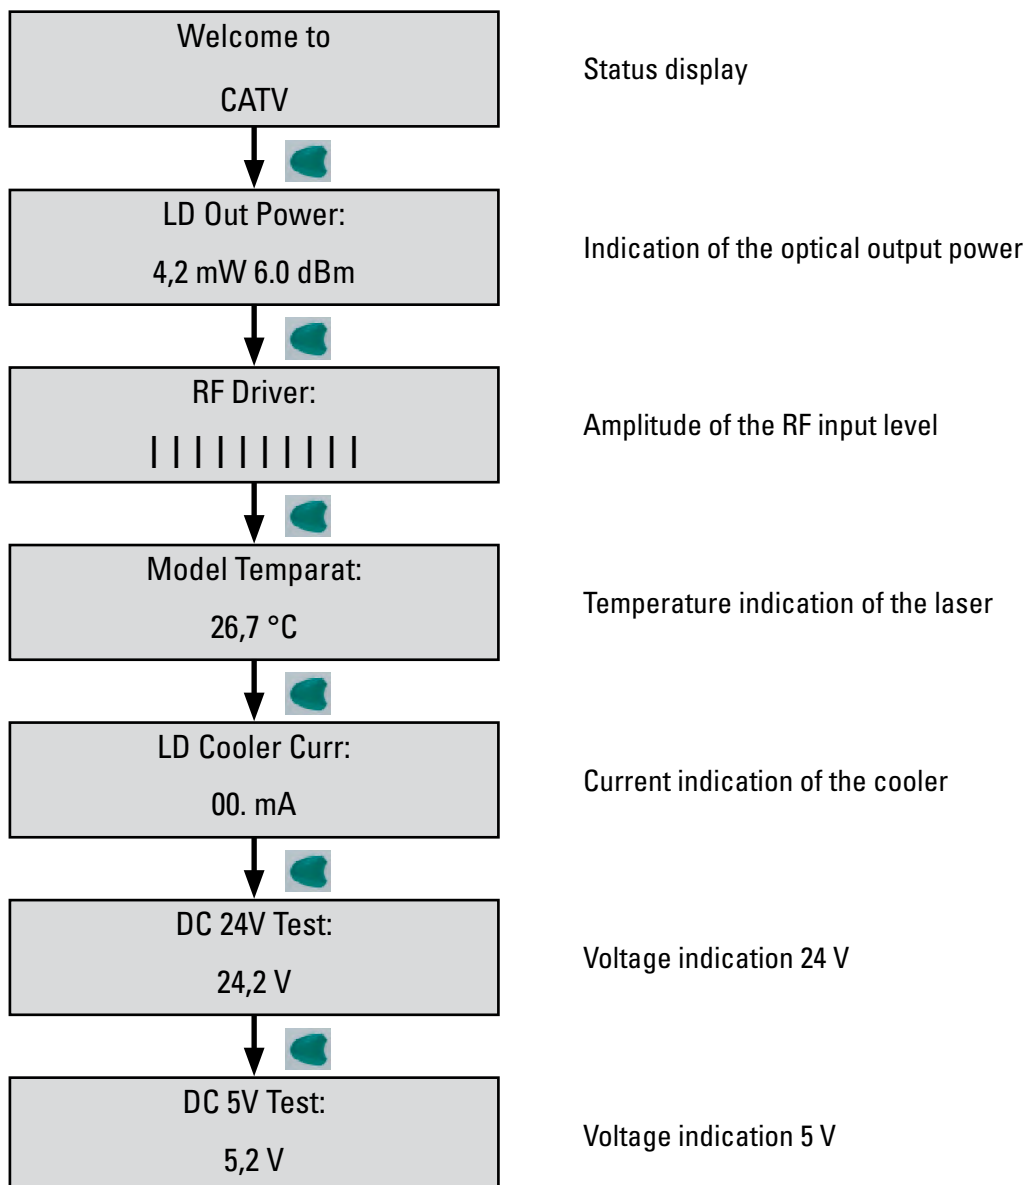 Welcome to
CATV
Status display
LD Out Power:
4,2 mW 6.0 dBm
Indication of the optical output power
RF Driver:
| | | | | | | | | |
Amplitude of the RF input level
Model Temparat:
26,7 °C
Temperature indication of the laser
LD Cooler Curr:
00. mA
Current indication of the cooler
DC 24V Test:
24,2 V
Voltage indication 24 V
DC 5V Test:
5,2 V
Voltage indication 5 V